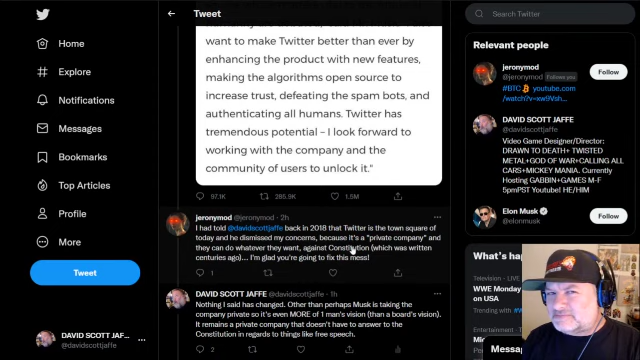 Home
Explore
Notifications
Messages
Bookmarks
Top Articles
Profile
More
Tweet
DAVID SCOTT JAF...
@davidscottjaffe
Tweet
want to make Twitter better than ever by
enhancing the product with new features,
making the algorithms open source to
increase trust, defeating the spam bots, and
authenticating all humans. Twitter has
tremendous potential – I look forward to
working with the company and the
community of users to unlock it."
97.1K
285.9K
1.5M
jeronymod @jeronymod · 2h
I had told @davidscottjaffe back in 2018 that Twitter is the town square of
today and he dismissed my concerns, because it's a "private company" and
they can do whatever they want, against Constitution (which was written
centuries ago)... I'm glad you're going to fix this mess!
1
DAVID SCOTT JAFFE @davidscottjaffe · 1h
Nothing I said has changed. Other than perhaps Musk is taking the
company private so it's even MORE of 1 man's vision (than a board's vision).
It remains a private company that doesn't have to answer to the
Constitution in regards to things like free speech.
2
Search Twitter
Relevant people
jeronymod
@jeronymod Follows you
Follow
#BTC youtube.com
/watch?v=xw9Vsh...
DAVID SCOTT JAFFE
@davidscottjaffe
Video Game Designer/Director:
DRAWN TO DEATH+ TWISTED
METAL+GOD OF WAR+CALLING ALL
CARS+MICKEY MANIA. Currently
Hosting GABBIN+GAMES M-F
5pmPST Youtube! HE/HIM
Elon Musk
@elonmusk
Follow
What's happ
Television · LIVE
WWE Monday
on USA
Entertainment
Messages